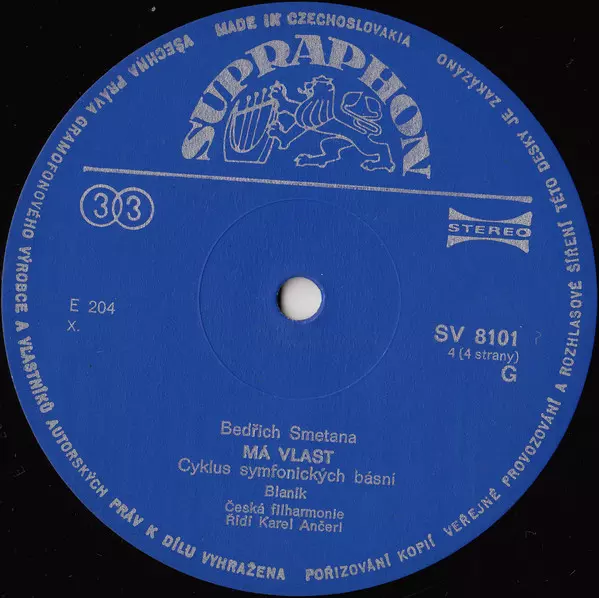 MADE IN CZECHOSLOVAKIA
VŠECHNA PRÁVA GRAMOFONOVÉHO VÝROBCE A VLASTNÍKŮ AUTORSKÝCH PRÁV K DÍLU VYHRAŽENA
POŘIZOVÁNÍ KOPIÍ VEŘEJNÉ PROVOZOVÁNÍ A ROZHLASOVÉ SÍŘENÍ TÉTO DESKY JE ZAKÁZÁNO
SUPRAPHON
33
STEREO
E 204
X.
SV 8101
4 (4 strany)
G
Bedřich Smetana
MÁ VLAST
Cyklus symfonických básní
Blaník
Česká filharmonie
Řídí Karel Ančerl